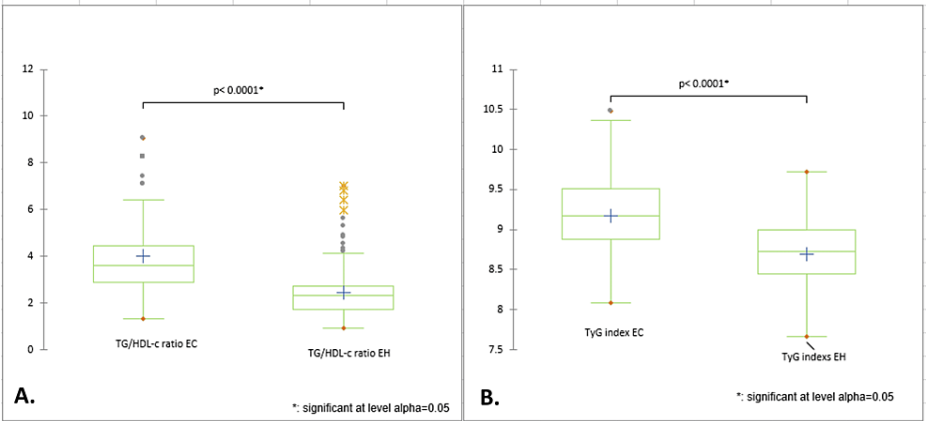 12
10
8
6
4
2
0
p< 0.0001*
TG/HDL-c ratio EC
TG/HDL-c ratio EH
A.
*: significant at level alpha=0.05
11
10.5
10
9.5
9
8.5
8
7.5
p< 0.0001*
TyG index EC
TyG indexs EH
B.
*: significant at level alpha=0.05